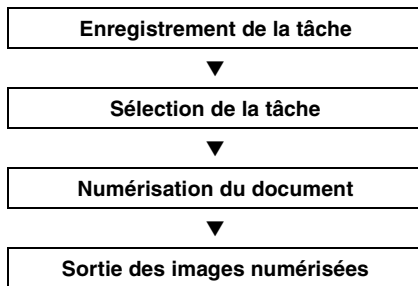 Enregistrement de la tâche
▼
Sélection de la tâche
▼
Numérisation du document
▼
Sortie des images numérisées